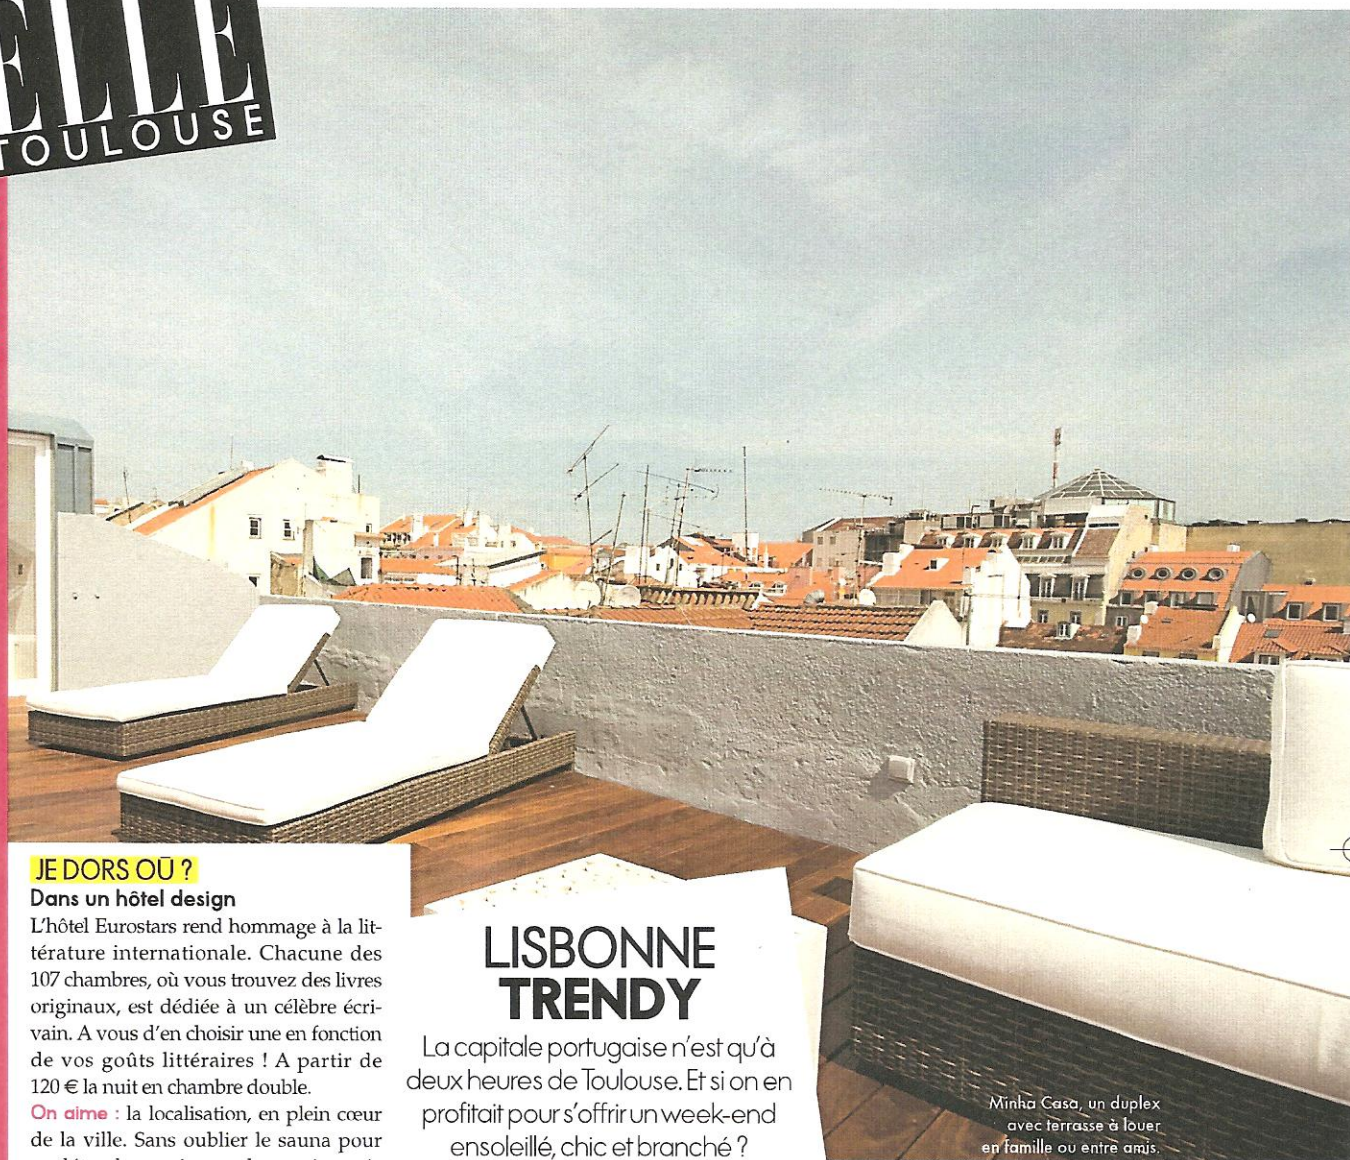 ELLE
TOULOUSE
JE DORS OÙ ?
Dans un hôtel design
L'hôtel Eurostars rend hommage à la lit-
térature internationale. Chacune des
107 chambres, où vous trouvez des livres
originaux, est dédiée à un célèbre écri-
vain. A vous d'en choisir une en fonction
de vos goûts littéraires ! A partir de
120 € la nuit en chambre double.
On aime : la localisation, en plein cœur
de la ville. Sans oublier le sauna pour
LISBONNE
TRENDY
La capitale portugaise n'est qu'à
deux heures de Toulouse. Et si on en
profitait pour s'offrir un week-end
ensoleillé, chic et branché ?
Minha Casa, un duplex
avec terrasse à louer
en famille ou entre amis.